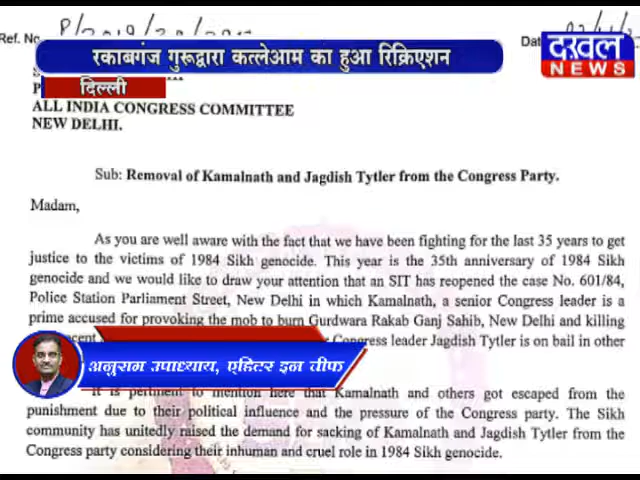 Ref. No.
रकाबगंज गुरूद्वारा कत्लेआम का हुआ रिक्रिएशन
दखल
NEWS
दिल्ली
ALL INDIA CONGRESS COMMITTEE
NEW DELHI.
Sub: Removal of Kamalnath and Jagdish Tytler from the Congress Party.
Madam,
As you are well aware with the fact that we have been fighting for the last 35 years to get
justice to the victims of 1984 Sikh genocide. This year is the 35th anniversary of 1984 Sikh
genocide and we would like to draw your attention that an SIT has reopened the case No. 601/84,
Police Station Parliament Street, New Delhi in which Kamalnath, a senior Congress leader is a
prime accused for provoking the mob to burn Gurdwara Rakab Ganj Sahib, New Delhi and killing
Congress leader Jagdish Tytler is on bail in other
अनुराग उपाध्याय, एडिटर इन चीफ
It is pertinent to mention here that Kamalnath and others got escaped from the
punishment due to their political influence and the pressure of the Congress party. The Sikh
community has unitedly raised the demand for sacking of Kamalnath and Jagdish Tytler from the
Congress party considering their inhuman and cruel role in 1984 Sikh genocide.